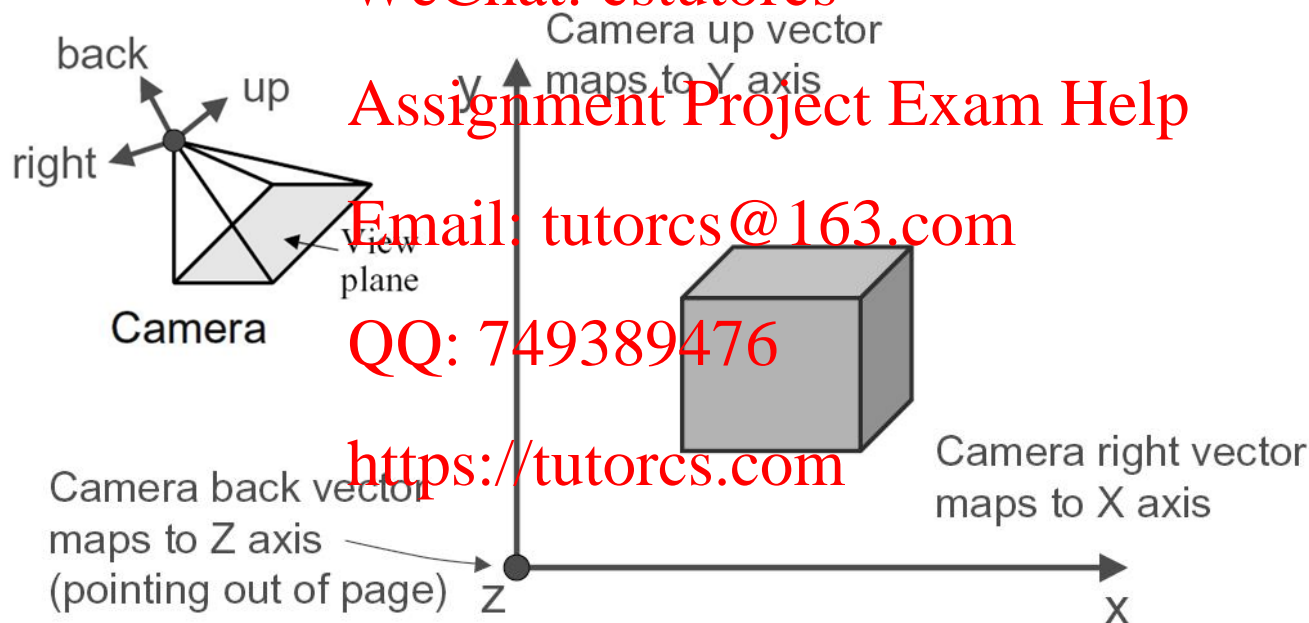 Camera up vector
maps to Y axis
back
up
right
View
plane
Camera
y
Assignment Project Exam Help
Email: tutorcs@163.com
QQ: 749389476
https://tutorcs.com
Camera right vector
maps to X axis
Camera back vector
maps to Z axis
(pointing out of page)
z
x